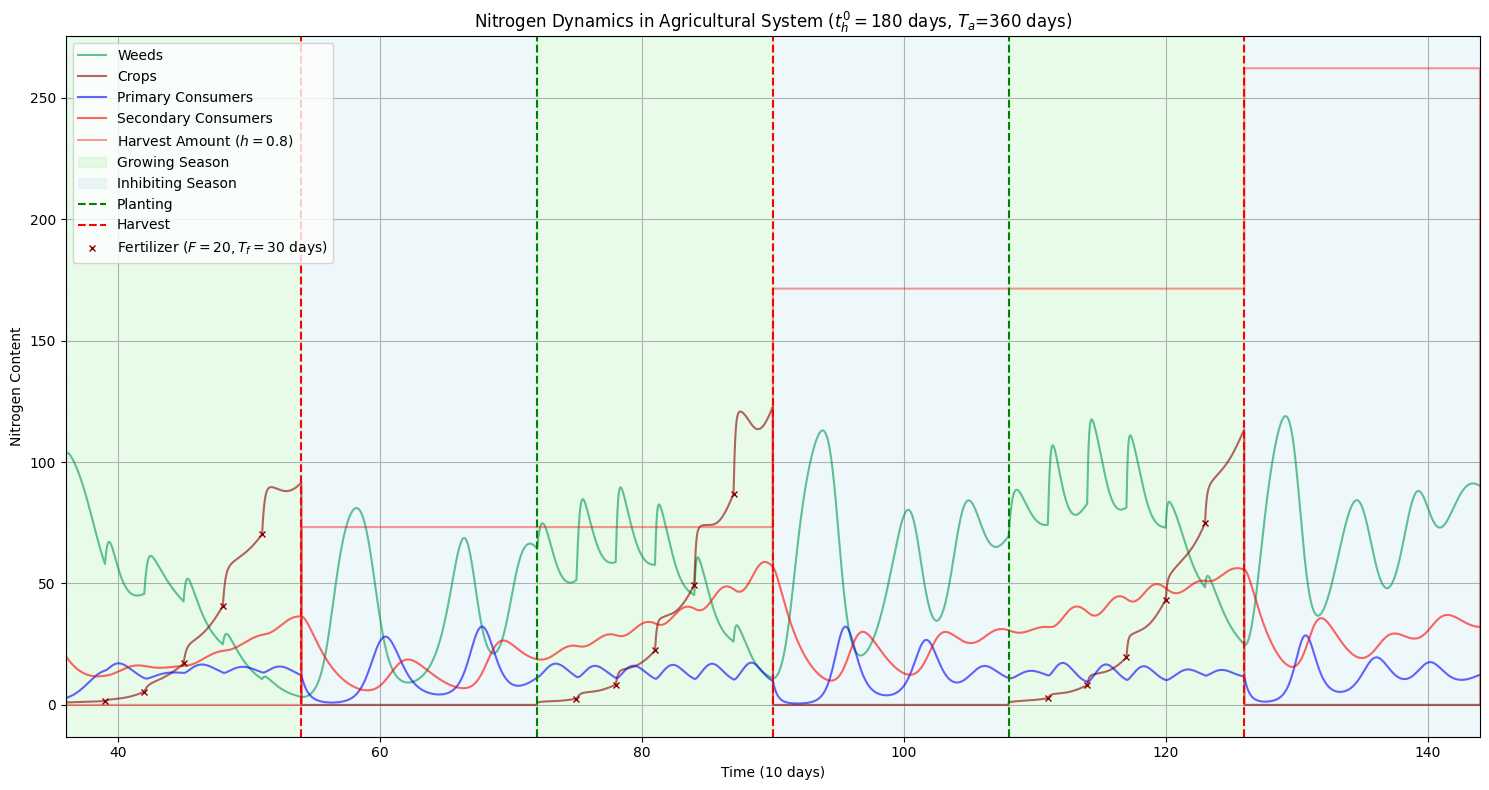 Nitrogen Dynamics in Agricultural System ($t_h^0 = 180$ days, $T_a$=360 days)
Weeds
Crops
Primary Consumers
Secondary Consumers
Harvest Amount ($h = 0.8$)
Growing Season
Inhibiting Season
Planting
Harvest
Fertilizer ($F = 20, T_f = 30$ days)
Nitrogen Content
250
200
150
100
50
0
40
60
80
100
120
140
Time (10 days)